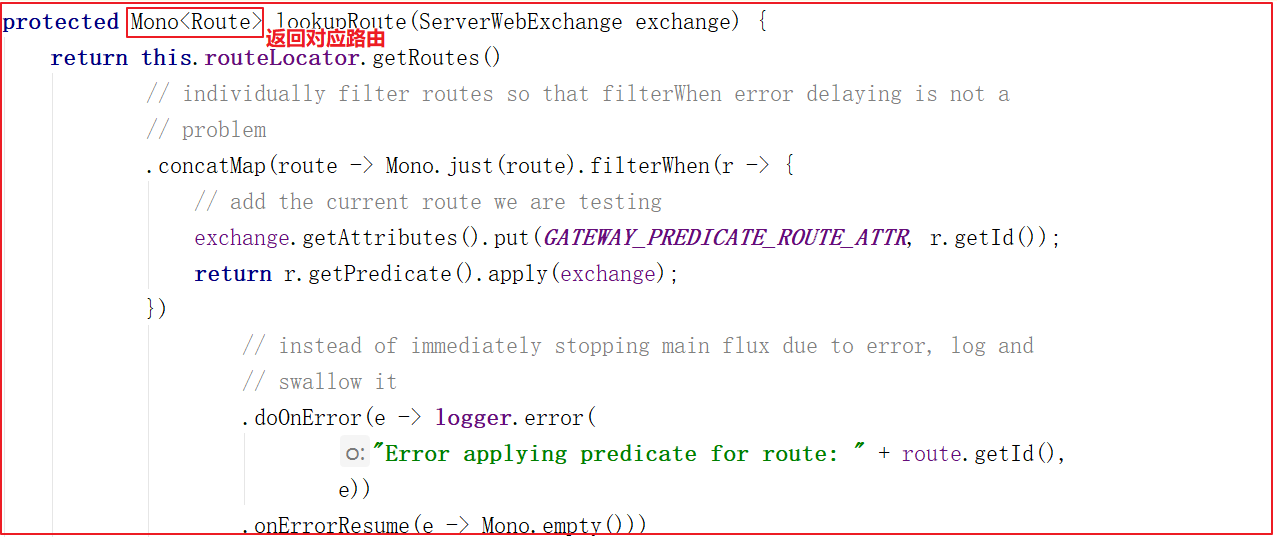 protected Mono<Route> lookupRoute(ServerWebExchange exchange) {
返回对应路由
return this.routeLocator.getRoutes()
// individually filter routes so that filterWhen error delaying is not a
// problem
.concatMap(route -> Mono.just(route).filterWhen(r -> {
// add the current route we are testing
exchange.getAttributes().put(GATEWAY_PREDICATE_ROUTE_ATTR, r.getId());
return r.getPredicate().apply(exchange);
})
// instead of immediately stopping main flux due to error, log and
// swallow it
.doOnError(e -> logger.error(
o: "Error applying predicate for route: " + route.getId(),
e))
.onErrorResume(e -> Mono.empty()))